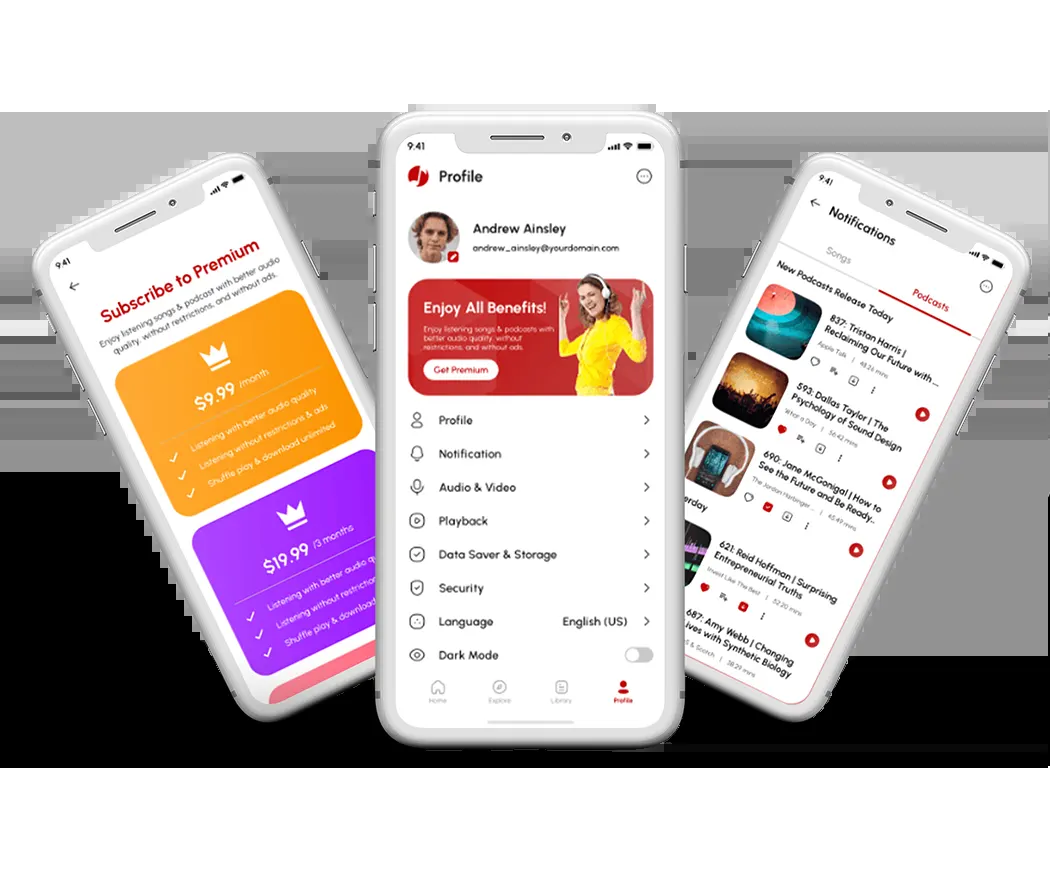 9:41
Subscribe to Premium
Enjoy listening songs & podcast with better audio
quality, without restrictions, and without ads.
$9.99 /month
Listening with better audio quality
Listening without restrictions & ads
Shuffle play & download unlimited
$19.99 /3 months
Listening with better audio q
Listening without restriction
Shuffle play & download
9:41
Profile
Andrew Ainsley
andrew_ainsley@yourdomain.com
Enjoy All Benefits!
Enjoy listening songs & podcasts with
better audio quality, without
restrictions, and without ads.
Get Premium
Profile
Notification
Audio & Video
Playback
Data Saver & Storage
Security
Language English (US)
Dark Mode
Home Explore Library Profile
9:41
Notifications
Songs Podcasts
New Podcasts Release Today
837: Tristan Harris |
Reclaiming Our Future with ...
Apple Talk | 48:26 mins
593: Dallas Taylor | The
Psychology of Sound Design
What a Day | 56:42 mins
690: Jane McGonigal | How to
See the Future and Be Ready...
The Jordan Harbinger ... | 45:49 mins
erday
621: Reid Hoffman | Surprising
Entrepreneurial Truths
Invest Like The Best | 52:20 mins
687: Amy Webb | Changing
ives with Synthetic Biology
& Scotch | 38:29 mins